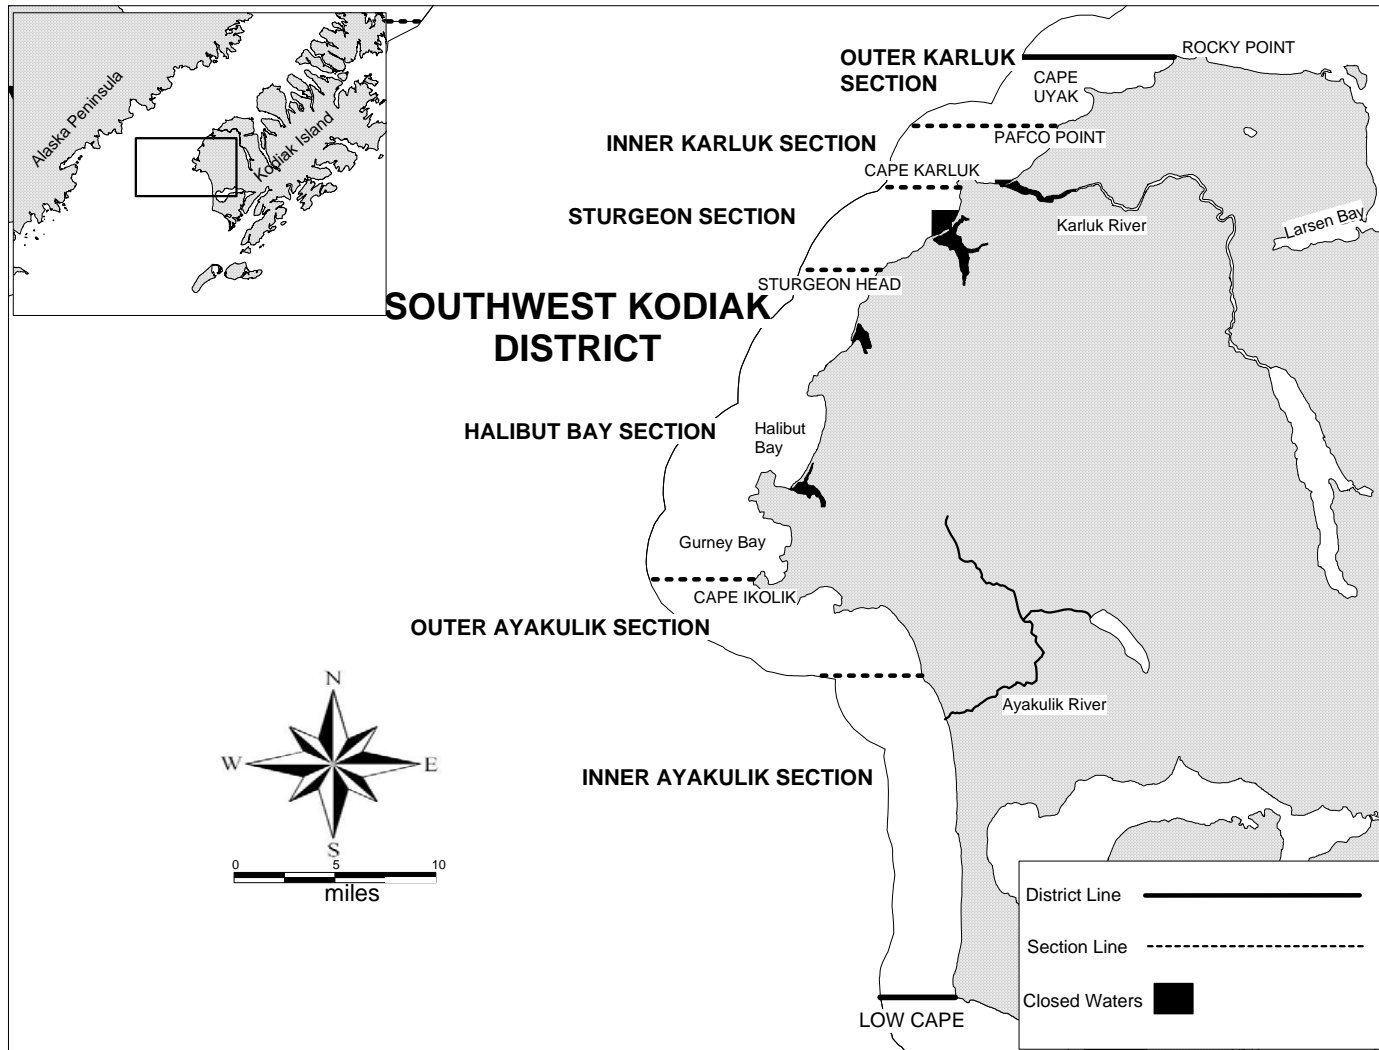 Alaska Peninsula
Kodiak Island
OUTER KARLUK
SECTION
ROCKY POINT
CAPE
UYAK
INNER KARLUK SECTION
PAFCO POINT
CAPE KARLUK
STURGEON SECTION
Karluk River
Larsen Bay
STURGEON HEAD
SOUTHWEST KODIAK
DISTRICT
HALIBUT BAY SECTION
Halibut
Bay
Gurney Bay
CAPE IKOLIK
OUTER AYAKULIK SECTION
Ayakulik River
INNER AYAKULIK SECTION
N
W
E
S
0 5 10
miles
District Line
Section Line
Closed Waters
LOW CAPE